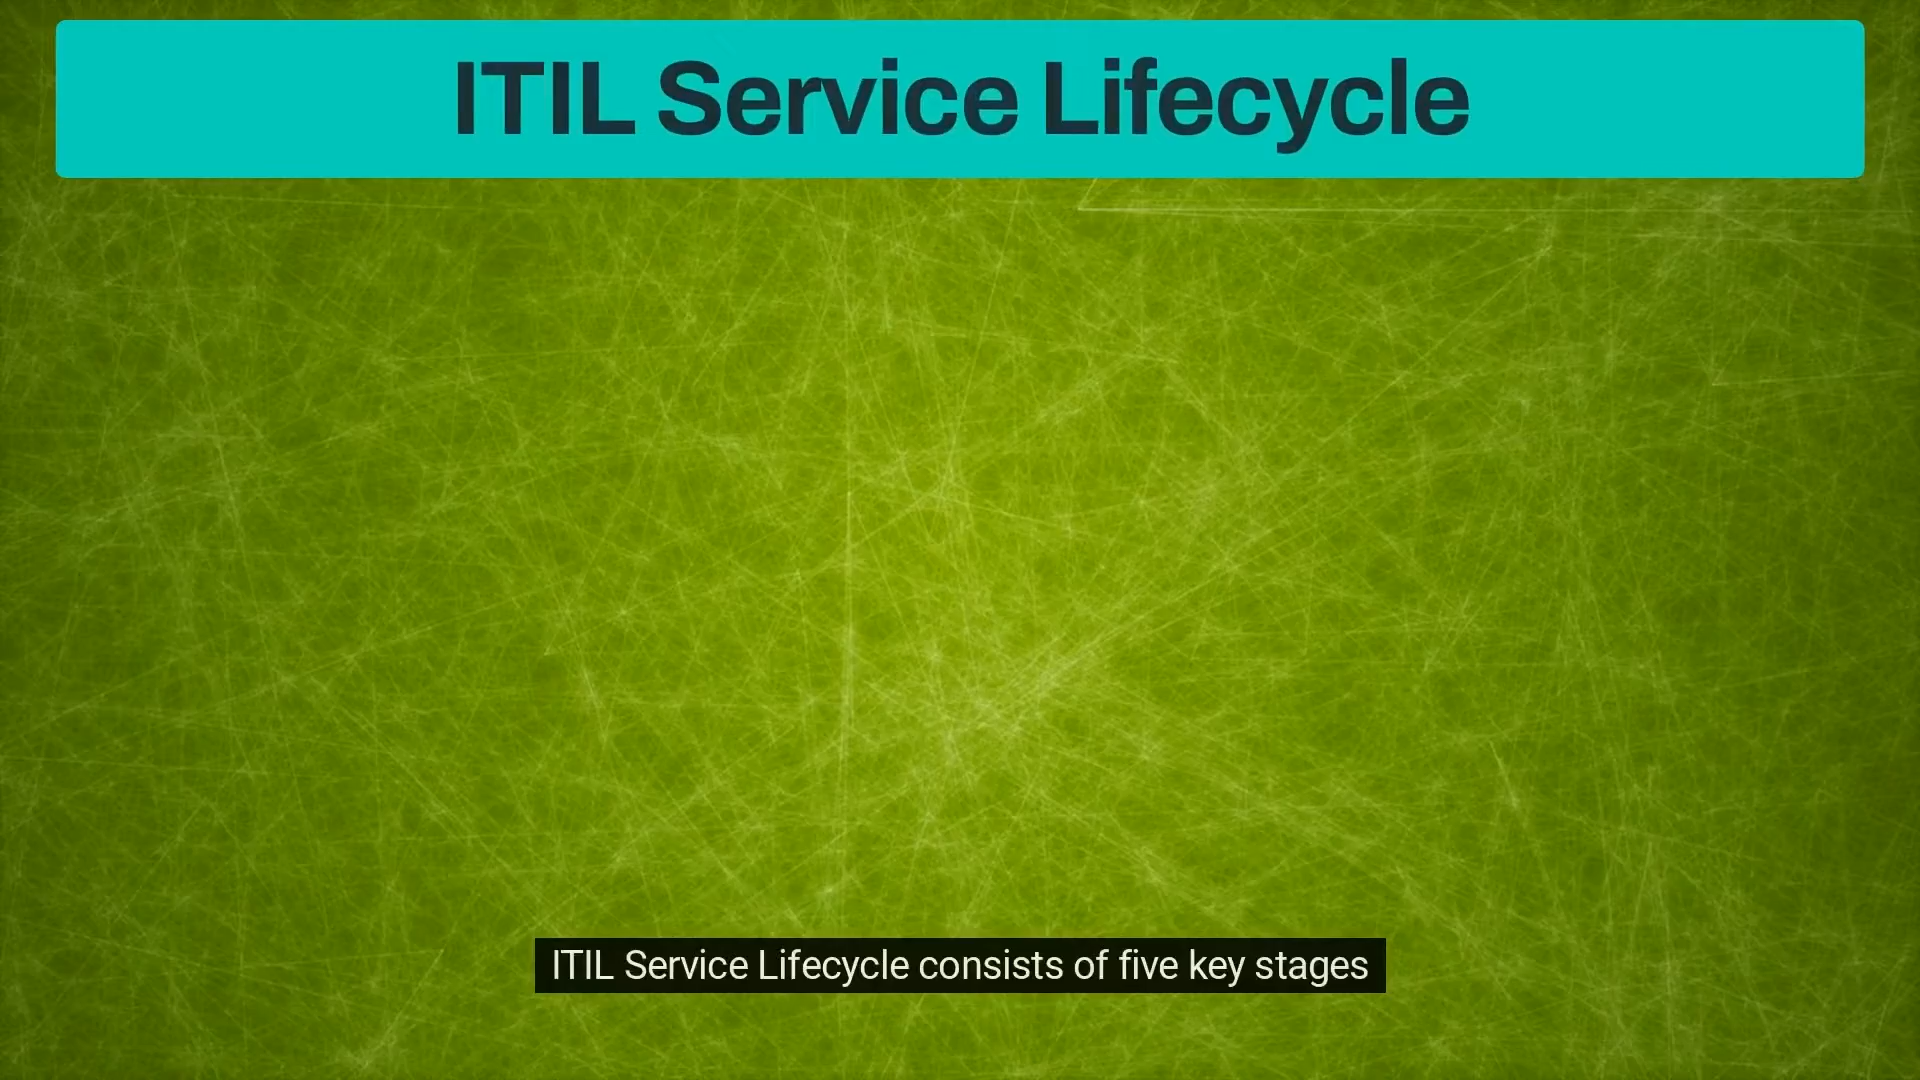 ITIL Service Lifecycle
ITIL Service Lifecycle consists of five key stages